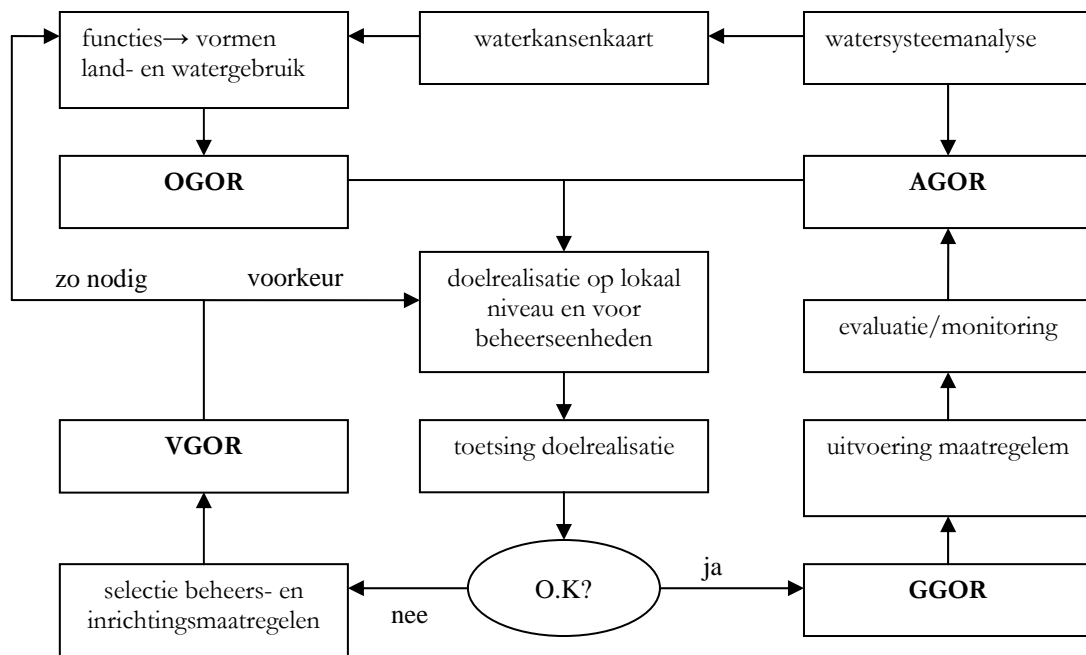 functies→ vormen
land- en watergebruik
waterkansenkaart
watersysteemanalyse
OGOR
AGOR
zo nodig
voorkeur
doelrealisatie op lokaal
niveau en voor
beheerseenheden
evaluatie/monitoring
VGOR
toetsing doelrealisatie
uitvoering maatregelem
selectie beheers- en
inrichtingsmaatregelen
nee
O.K?
ja
GGOR